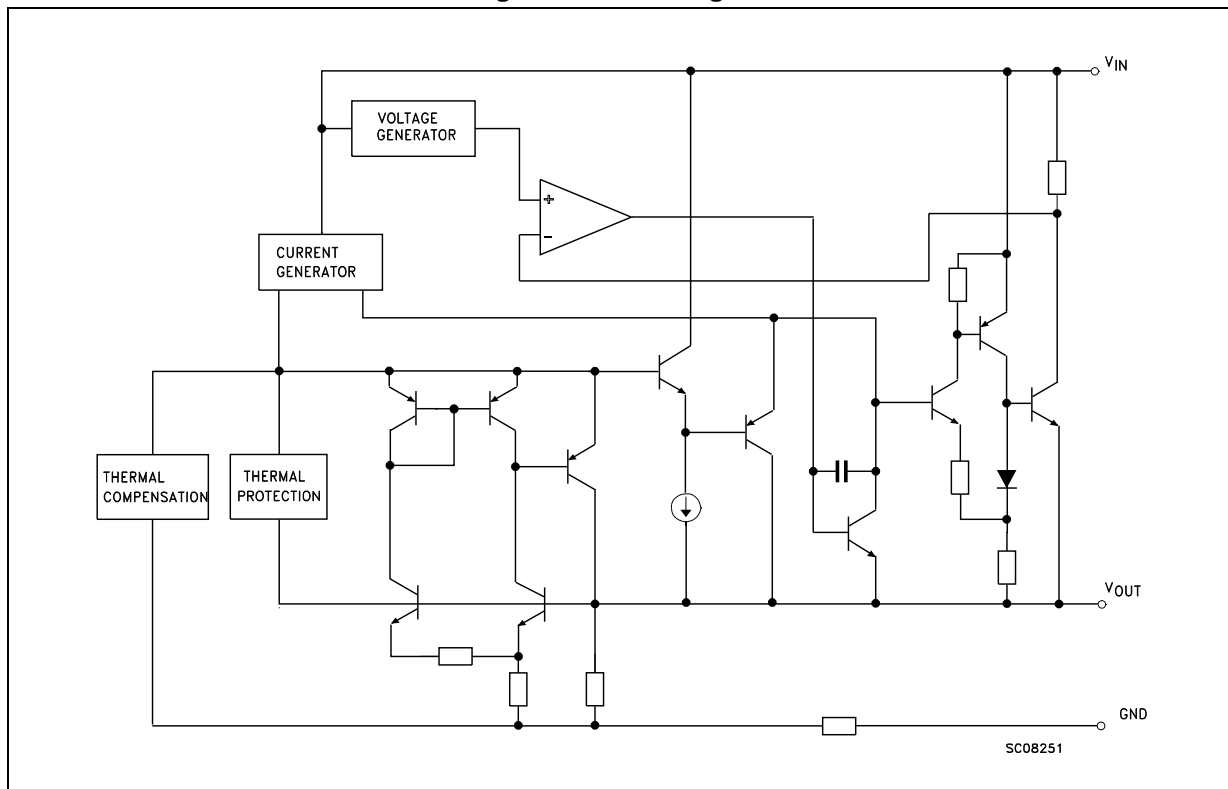 VIN
VOLTAGE
GENERATOR
+
-
CURRENT
GENERATOR
THERMAL
COMPENSATION
THERMAL
PROTECTION
VOUT
GND
SC08251